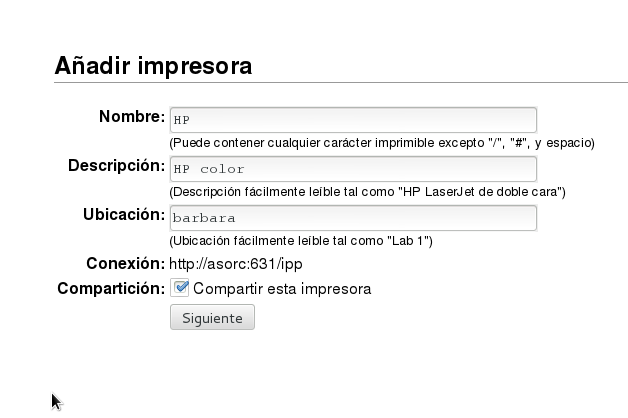 Añadir impresora
Nombre: HP
(Puede contener cualquier carácter imprimible excepto "/", "#", y espacio)
Descripción: HP color
(Descripción fácilmente leíble tal como "HP LaserJet de doble cara")
Ubicación: barbara
(Ubicación fácilmente leíble tal como "Lab 1")
Conexión: http://asorc:631/ipp
Compartición: Compartir esta impresora
Siguiente